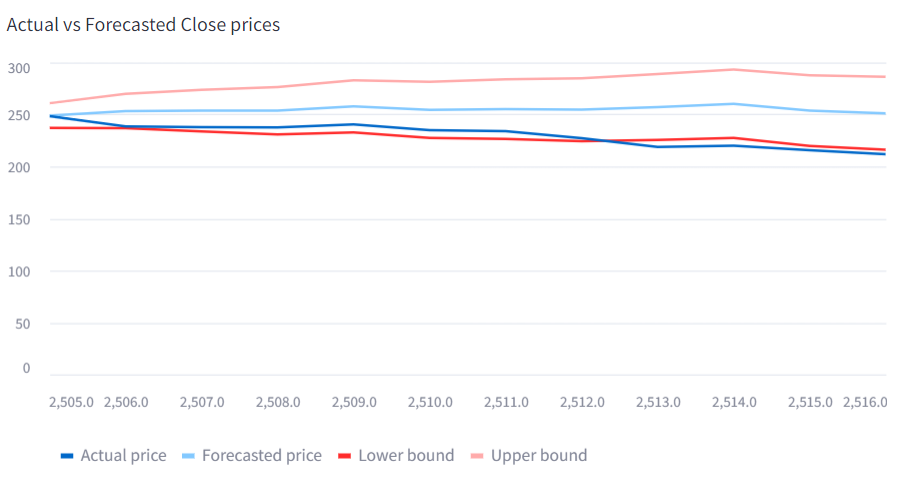 Actual vs Forecasted Close prices
300
250
200
150
100
50
0
2,505.0 2,506.0 2,507.0 2,508.0 2,509.0 2,510.0 2,511.0 2,512.0 2,513.0 2,514.0 2,515.0 2,516.0
Actual price Forecasted price Lower bound Upper bound